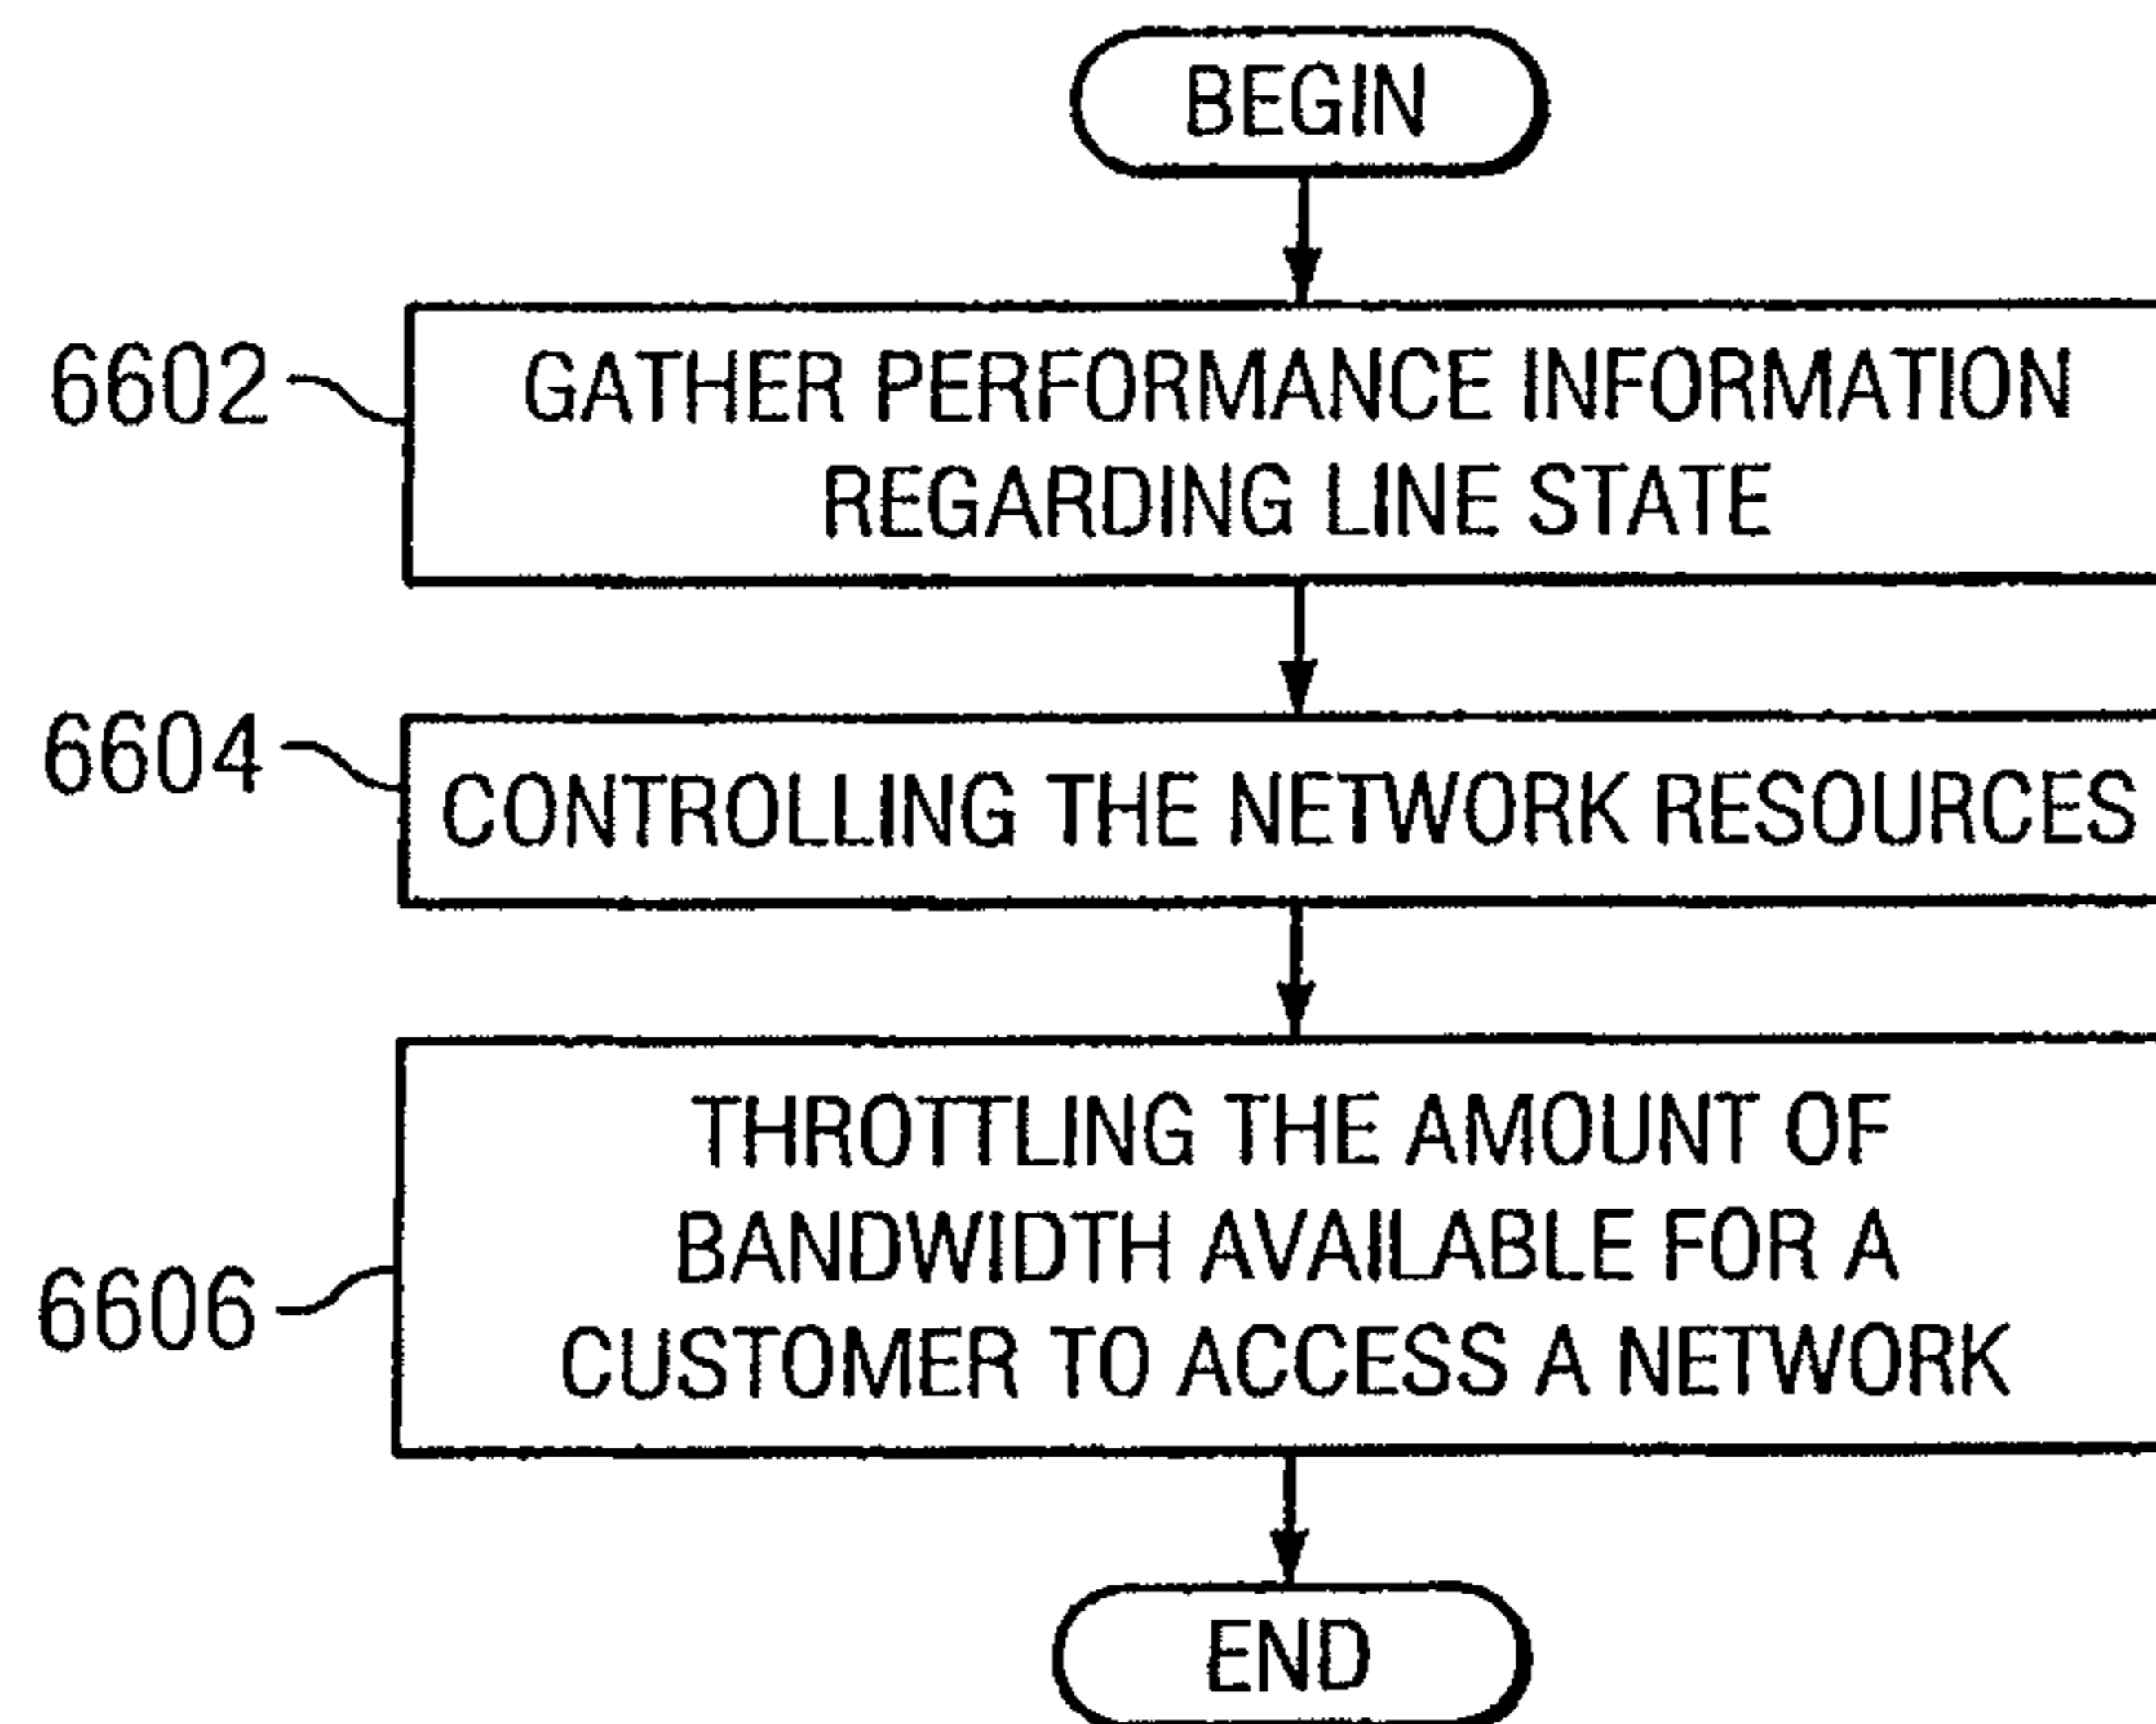 BEGIN
6602
GATHER PERFORMANCE INFORMATION
REGARDING LINE STATE
6604
CONTROLLING THE NETWORK RESOURCES
6606
THROTTLING THE AMOUNT OF
BANDWIDTH AVAILABLE FOR A
CUSTOMER TO ACCESS A NETWORK
END